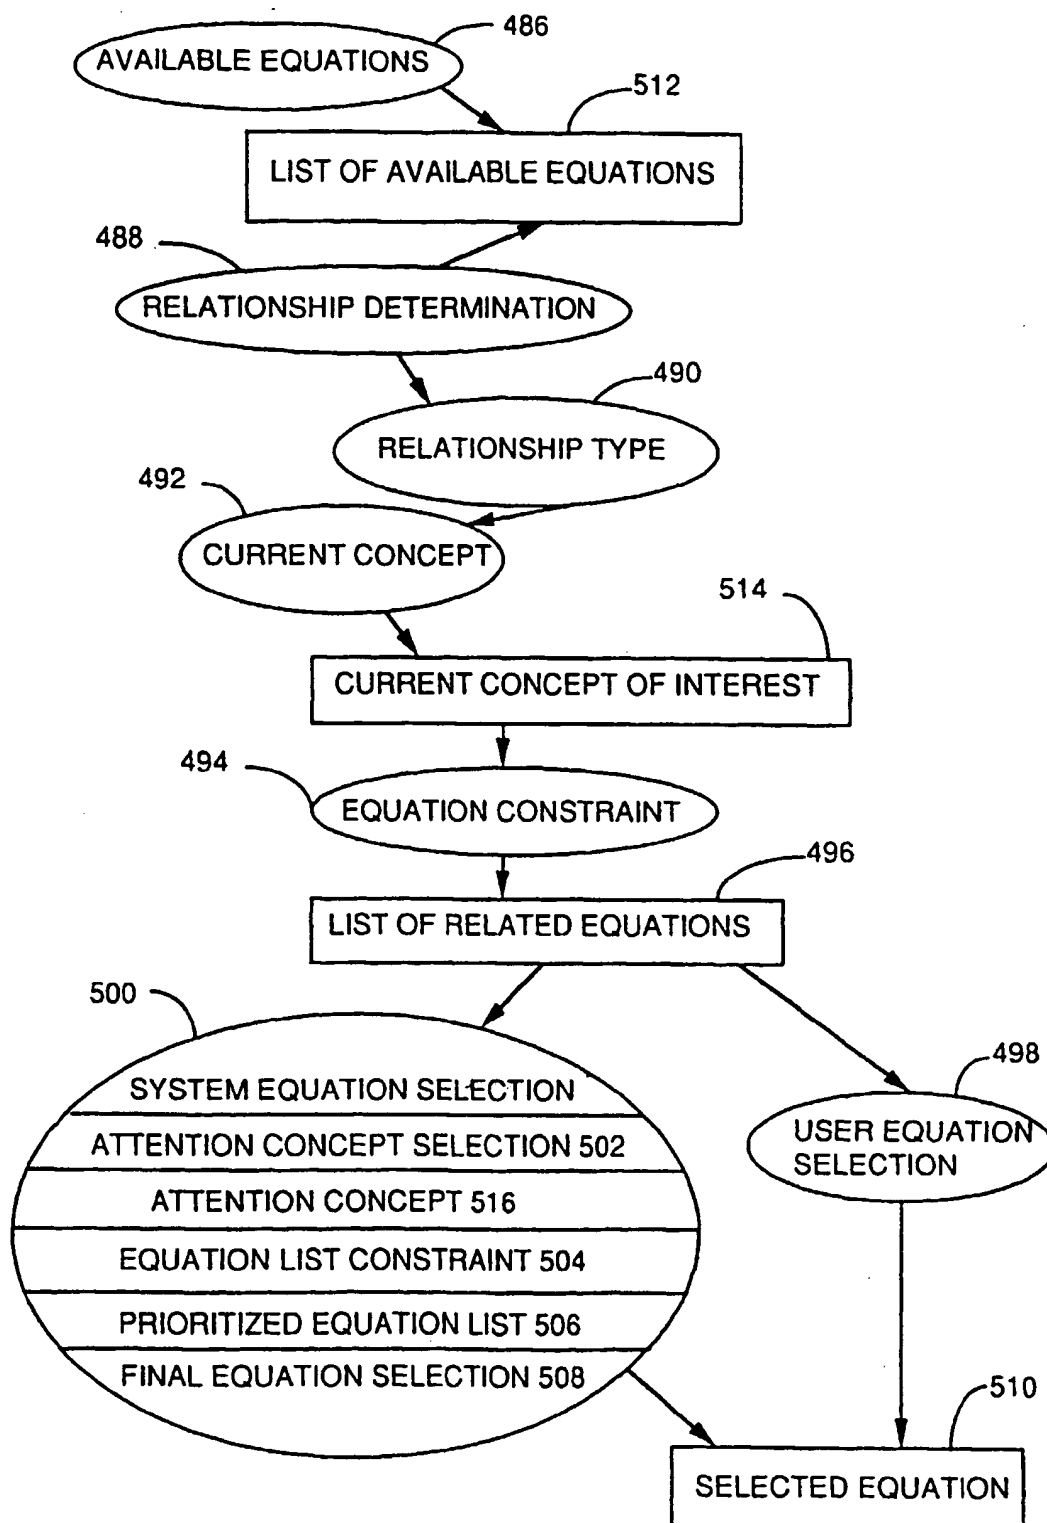 486
AVAILABLE EQUATIONS
512
LIST OF AVAILABLE EQUATIONS
488
RELATIONSHIP DETERMINATION
490
RELATIONSHIP TYPE
492
CURRENT CONCEPT
514
CURRENT CONCEPT OF INTEREST
494
EQUATION CONSTRAINT
496
LIST OF RELATED EQUATIONS
500
SYSTEM EQUATION SELECTION
ATTENTION CONCEPT SELECTION 502
ATTENTION CONCEPT 516
EQUATION LIST CONSTRAINT 504
PRIORITIZED EQUATION LIST 506
FINAL EQUATION SELECTION 508
498
USER EQUATION
SELECTION
510
SELECTED EQUATION